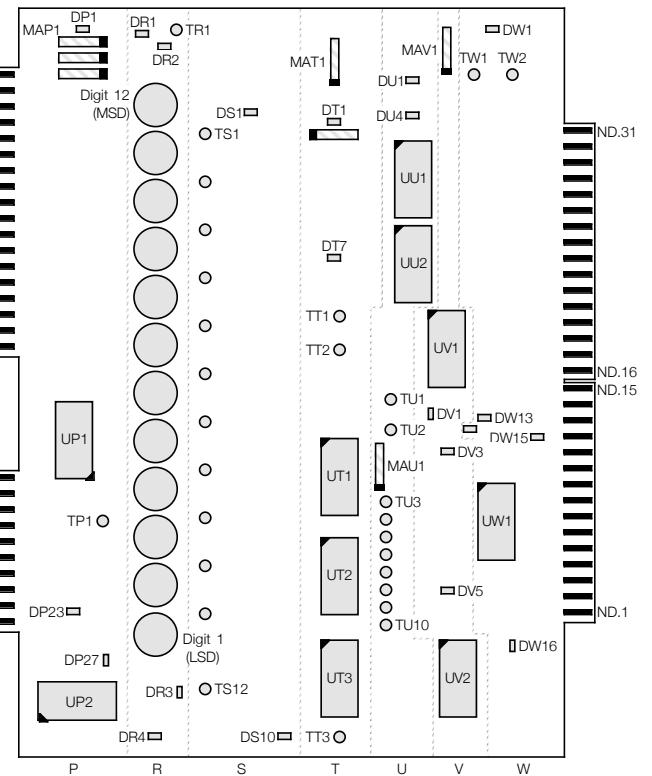 DP1
MAP1
DR1
TR1
DR2
MAT1
MAV1
DW1
TW1
TW2
DU1
Digit 12
(MSD)
DS1
DT1
DU4
TS1
ND.31
UU1
DT7
UU2
TT1
TT2
UV1
ND.16
ND.15
TU1
DV1
DW13
TU2
DW15
UP1
DV3
MAU1
UT1
TU3
TP1
UW1
UT2
DV5
DP23
ND.1
TU10
Digit 1
(LSD)
DW16
DP27
UT3
UV2
DR3
TS12
UP2
DR4
DS10
TT3
P R S T U V W